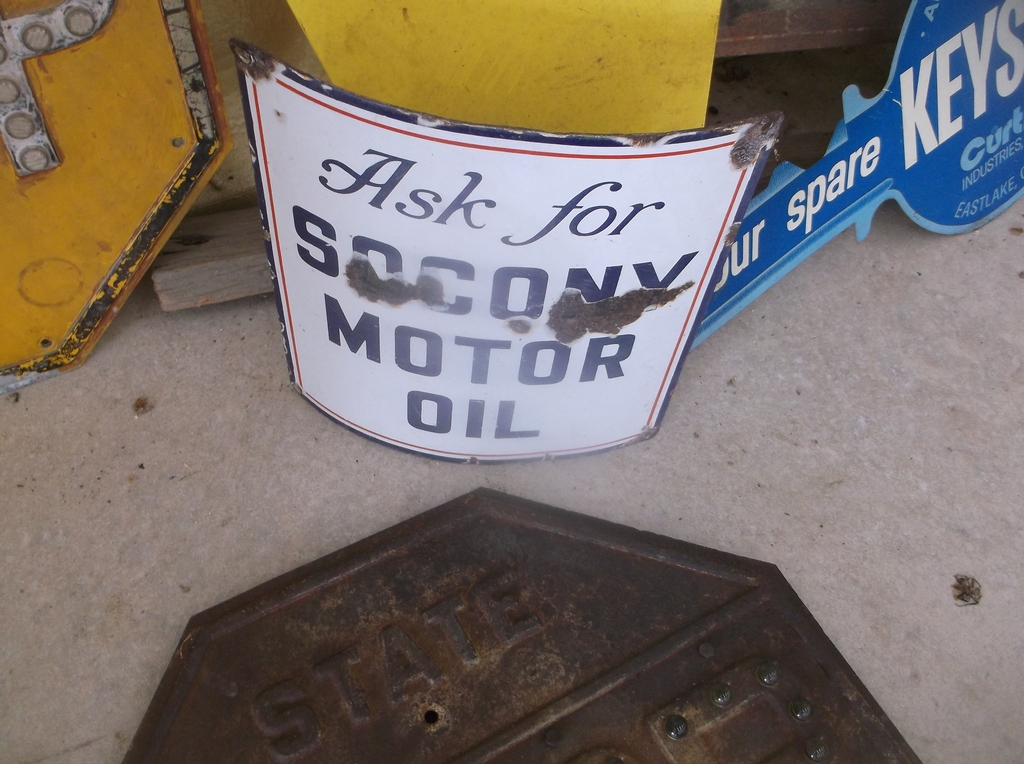 Ask for
SOCONY
MOTOR
OIL
our spare
KEYS
Curt
INDUSTRIES
EASTLAKE,
STATE
P